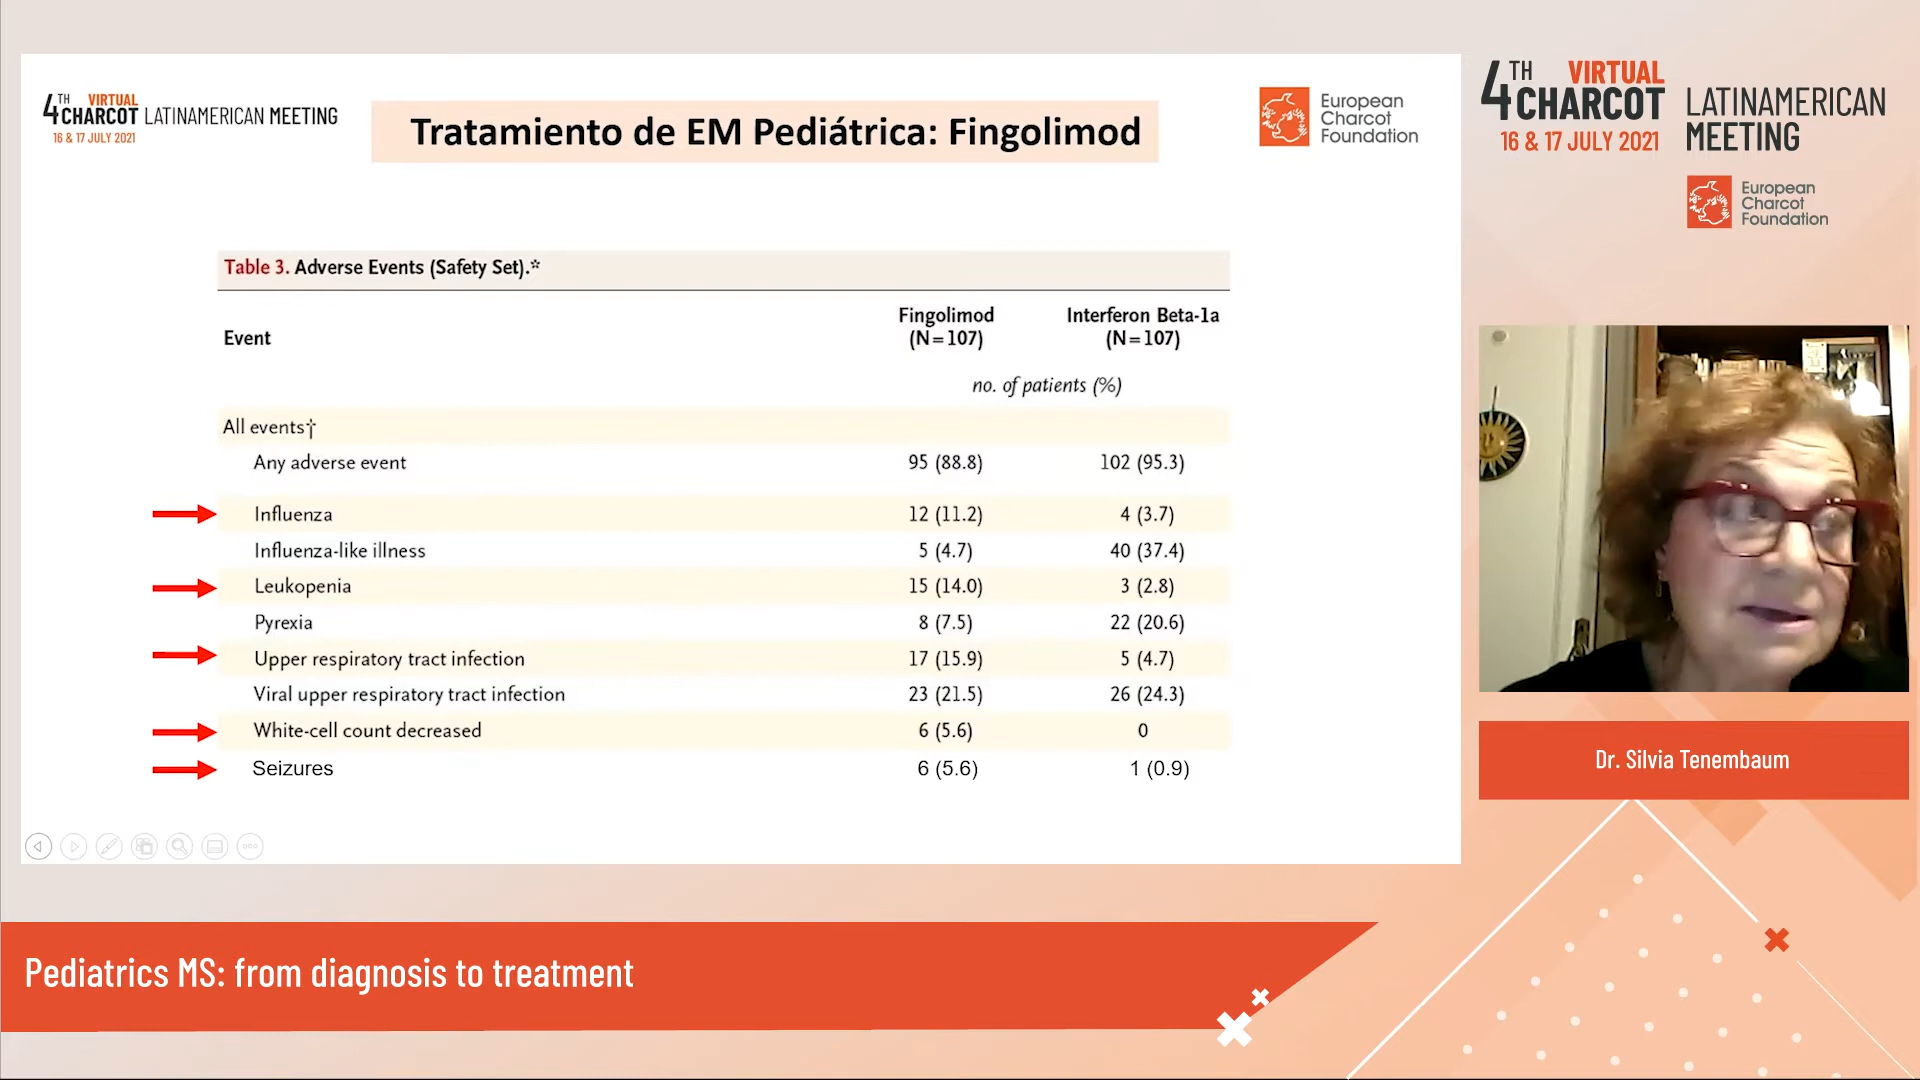 4TH VIRTUAL CHARCOT LATINAMERICAN MEETING
16 & 17 JULY 2021
Tratamiento de EM Pediátrica: Fingolimod
European
Charcot
Foundation
Table 3. Adverse Events (Safety Set).*
Event
Fingolimod
(N=107)
Interferon Beta-1a
(N=107)
no. of patients (%)
All events†
Any adverse event 95 (88.8) 102 (95.3)
Influenza 12 (11.2) 4 (3.7)
Influenza-like illness 5 (4.7) 40 (37.4)
Leukopenia 15 (14.0) 3 (2.8)
Pyrexia 8 (7.5) 22 (20.6)
Upper respiratory tract infection 17 (15.9) 5 (4.7)
Viral upper respiratory tract infection 23 (21.5) 26 (24.3)
White-cell count decreased 6 (5.6) 0
Seizures 6 (5.6) 1 (0.9)
4TH VIRTUAL
CHARCOT
16 & 17 JULY 2021
LATINAMERICAN
MEETING
European
Charcot
Foundation
Dr. Silvia Tenembaum
Pediatrics MS: from diagnosis to treatment